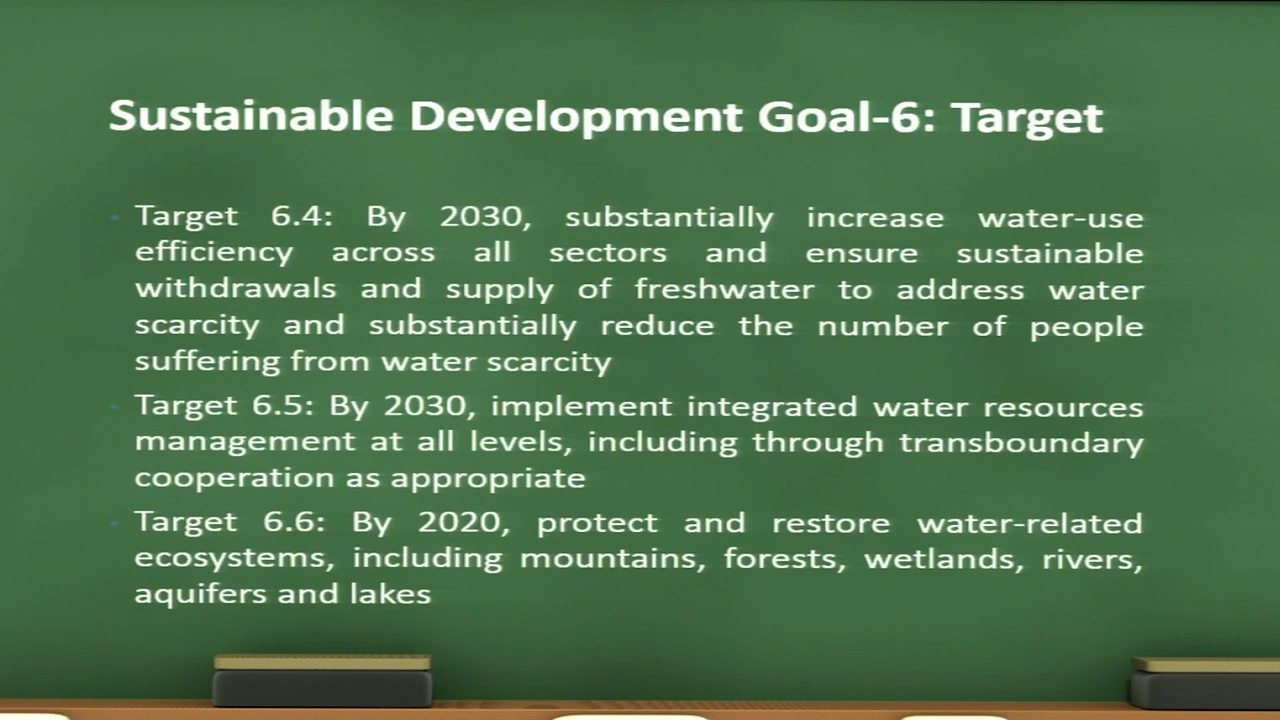 Sustainable Development Goal-6: Target
Target 6.4: By 2030, substantially increase water-use
efficiency across all sectors and ensure sustainable
withdrawals and supply of freshwater to address water
scarcity and substantially reduce the number of people
suffering from water scarcity
Target 6.5: By 2030, implement integrated water resources
management at all levels, including through transboundary
cooperation as appropriate
Target 6.6: By 2020, protect and restore water-related
ecosystems, including mountains, forests, wetlands, rivers,
aquifers and lakes